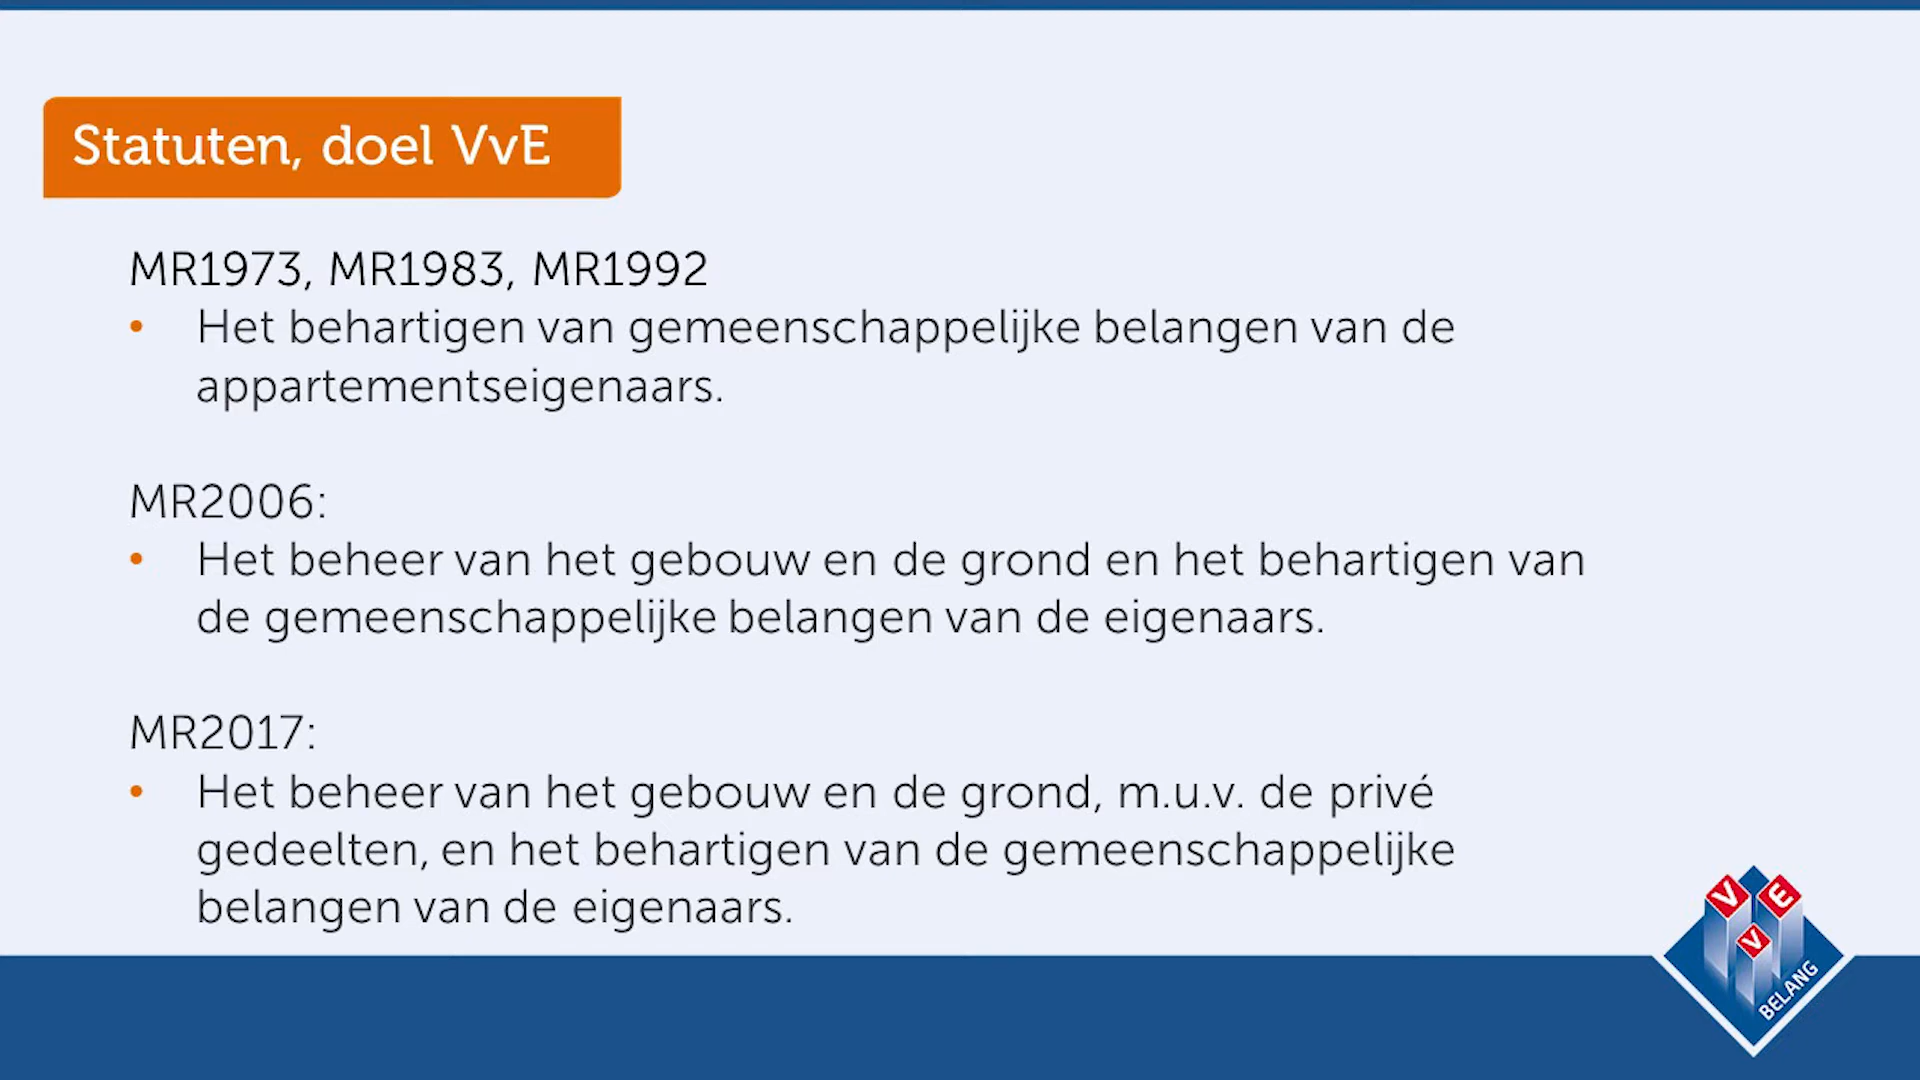 Statuten, doel VvE
MR1973, MR1983, MR1992
• Het behartigen van gemeenschappelijke belangen van de
appartementseigenaars.
MR2006:
• Het beheer van het gebouw en de grond en het behartigen van
de gemeenschappelijke belangen van de eigenaars.
MR2017:
• Het beheer van het gebouw en de grond, m.u.v. de privé
gedeelten, en het behartigen van de gemeenschappelijke
belangen van de eigenaars.
V V E
BELANG